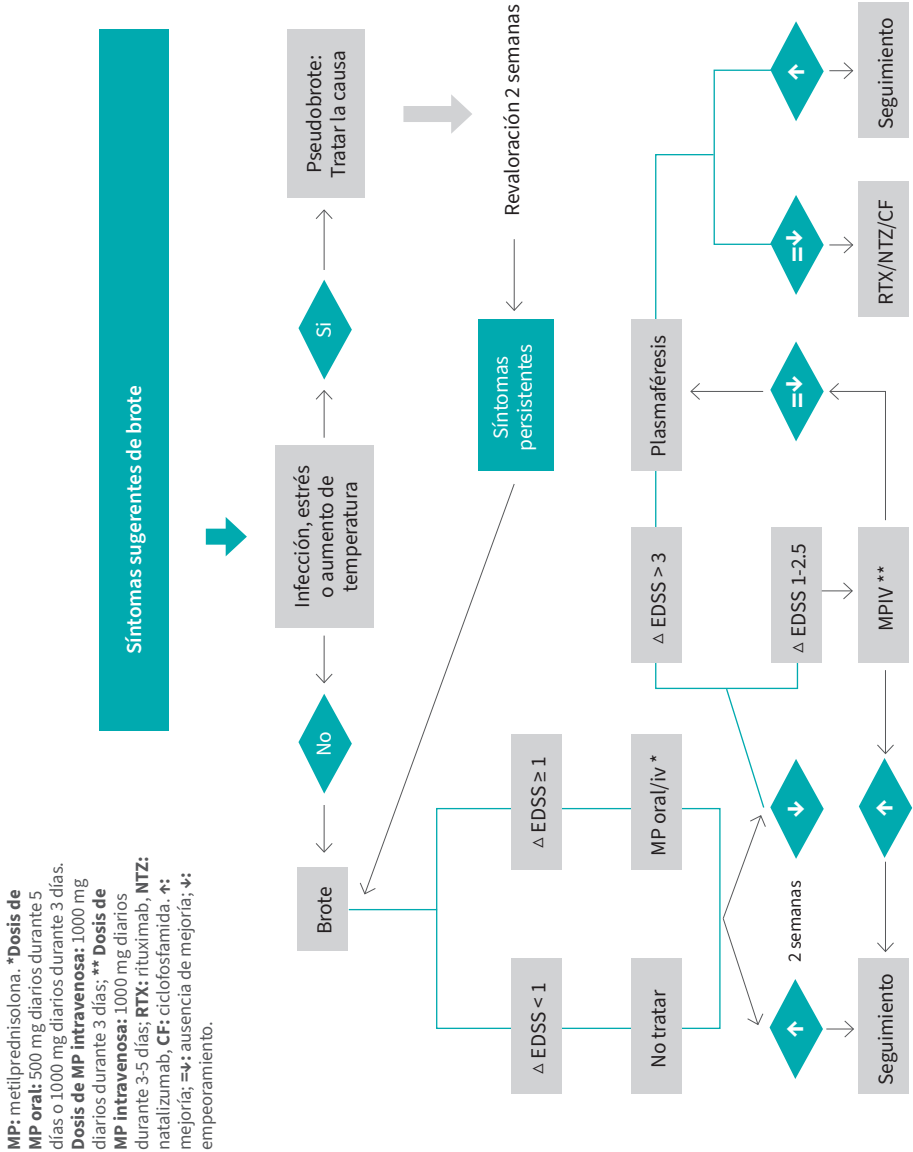 Síntomas sugerentes de brote
Infección, estrés
o aumento de
temperatura
No
Si
Brote
Pseudobrote:
Tratar la causa
Revaloración 2 semanas
Síntomas
persistentes
△ EDSS < 1
△ EDSS ≥ 1
No tratar
MP oral/iv *
2 semanas
↑
↓
Seguimiento
△ EDSS > 3
△ EDSS 1-2.5
Plasmaféresis
MPIV **
↑
=↓
=↓
↑
RTX/NTZ/CF
Seguimiento
MP: metilprednisolona. *Dosis de
MP oral: 500 mg diarios durante 5
días o 1000 mg diarios durante 3 días.
Dosis de MP intravenosa: 1000 mg
diarios durante 3 días; ** Dosis de
MP intravenosa: 1000 mg diarios
durante 3-5 días; RTX: rituximab, NTZ:
natalizumab, CF: ciclofosfamida. ↑:
mejoría; =↓: ausencia de mejoría; ↓:
empeoramiento.